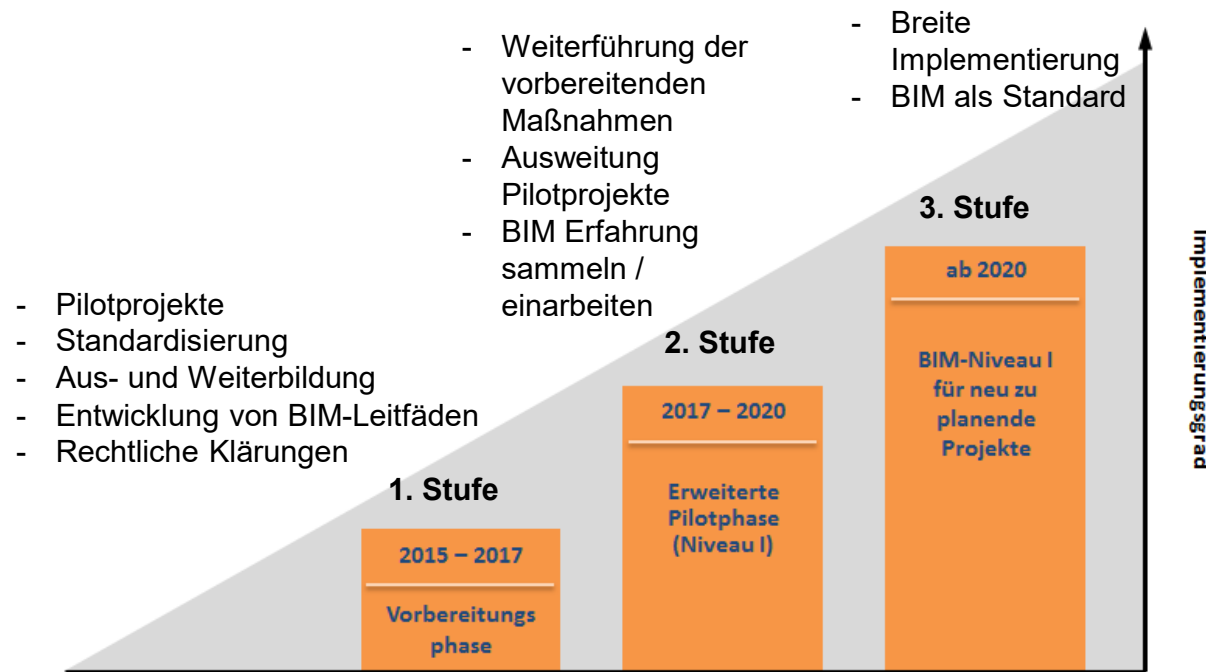 - Pilotprojekte
- Standardisierung
- Aus- und Weiterbildung
- Entwicklung von BIM-Leitfäden
- Rechtliche Klärungen
1. Stufe
2015 – 2017
Vorbereitungs
phase
- Weiterführung der
vorbereitenden
Maßnahmen
- Ausweitung
Pilotprojekte
- BIM Erfahrung
sammeln /
einarbeiten
2. Stufe
2017 – 2020
Erweiterte
Pilotphase
(Niveau I)
- Breite
Implementierung
- BIM als Standard
3. Stufe
ab 2020
BIM-Niveau I
für neu zu
planende
Projekte
Implementierungsgrad